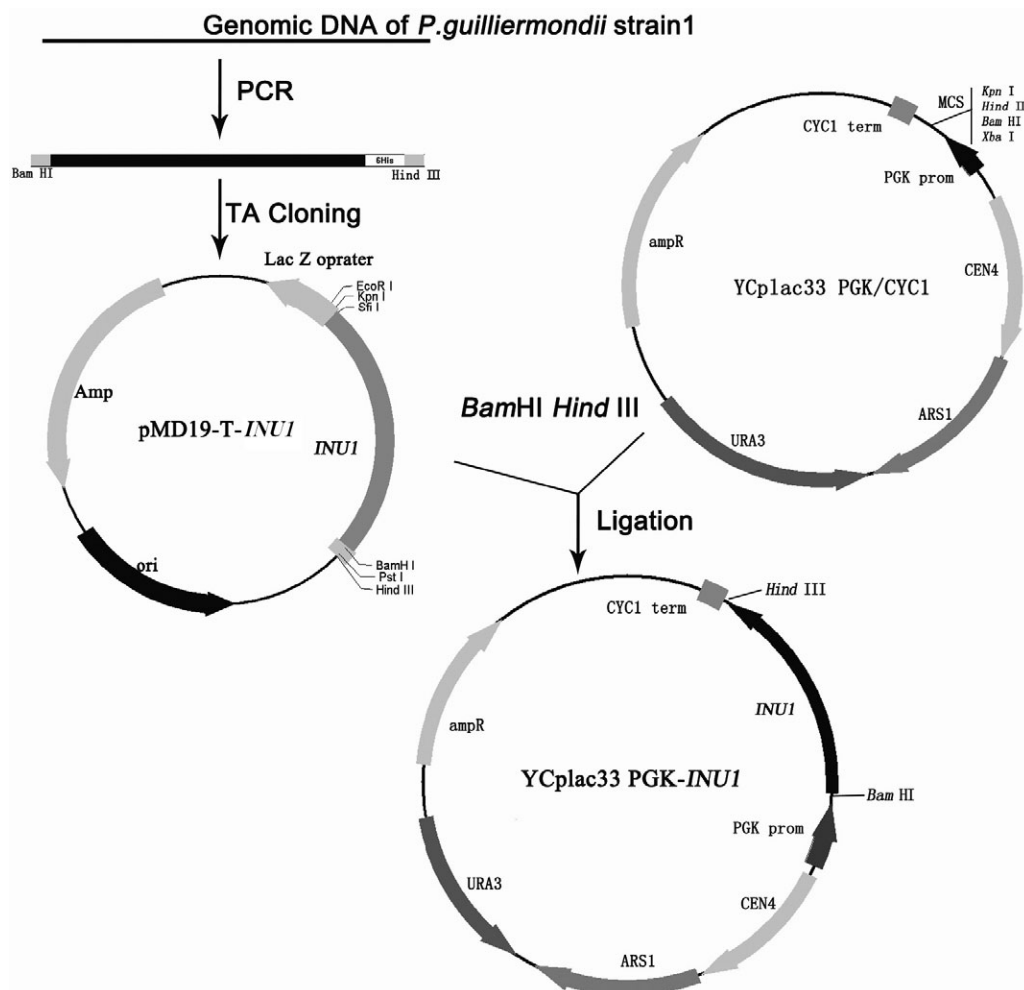 Genomic DNA of P.guilliermondii strain1
PCR
6His
Bam HI
Hind III
TA Cloning
Lac Z oprater
EcoR I
Kpn I
Sfi I
Amp
pMD19-T-INU1
INU1
ori
BamH I
Pst I
Hind III
MCS
Kpn I
Hind II
Bam HI
Xba I
CYC1 term
PGK prom
ampR
CEN4
YCplac33 PGK/CYC1
ARS1
URA3
BamHI Hind III
Ligation
CYC1 term
Hind III
INU1
ampR
YCplac33 PGK-INU1
Bam HI
PGK prom
URA3
CEN4
ARS1